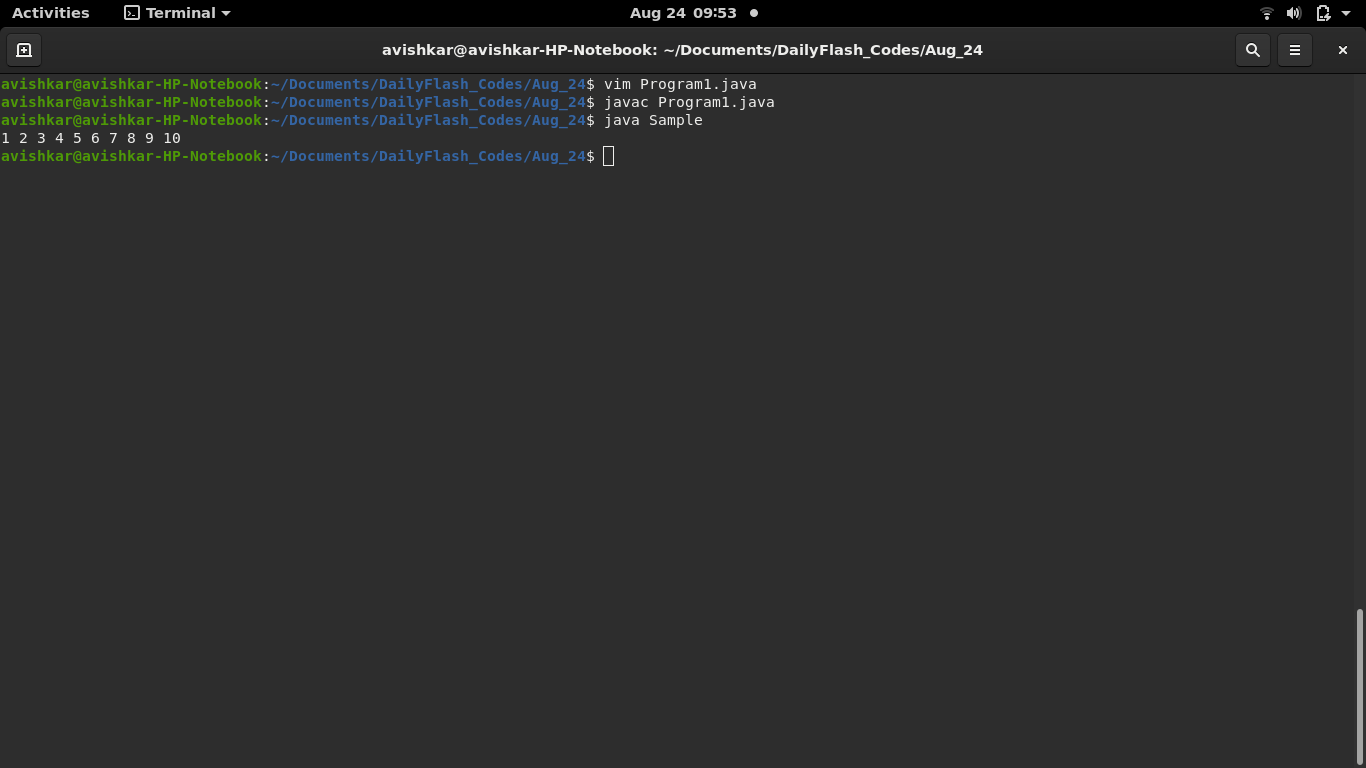 Activities Terminal Aug 24 09:53
avishkar@avishkar-HP-Notebook: ~/Documents/DailyFlash_Codes/Aug_24
avishkar@avishkar-HP-Notebook:~/Documents/DailyFlash_Codes/Aug_24$ vim Program1.java
avishkar@avishkar-HP-Notebook:~/Documents/DailyFlash_Codes/Aug_24$ javac Program1.java
avishkar@avishkar-HP-Notebook:~/Documents/DailyFlash_Codes/Aug_24$ java Sample
1 2 3 4 5 6 7 8 9 10
avishkar@avishkar-HP-Notebook:~/Documents/DailyFlash_Codes/Aug_24$